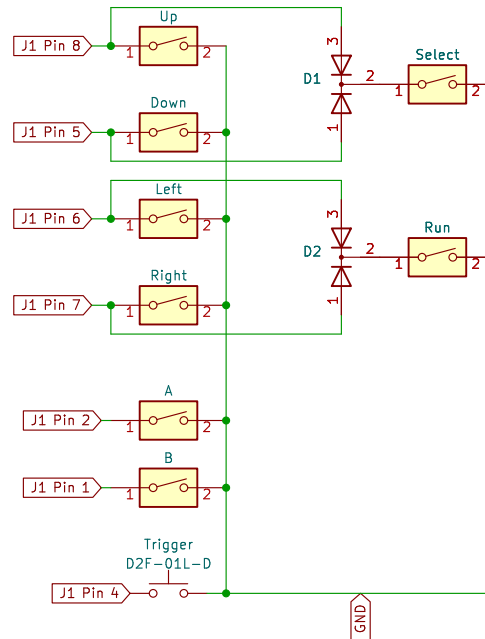 Up
J1 Pin 8
1
2
3
D1
2
1
Select
1
2
Down
J1 Pin 5
1
2
1
Left
J1 Pin 6
1
2
3
D2
2
1
Run
1
2
Right
J1 Pin 7
1
2
1
A
J1 Pin 2
1
2
B
J1 Pin 1
1
2
Trigger
D2F-01L-D
J1 Pin 4
GND